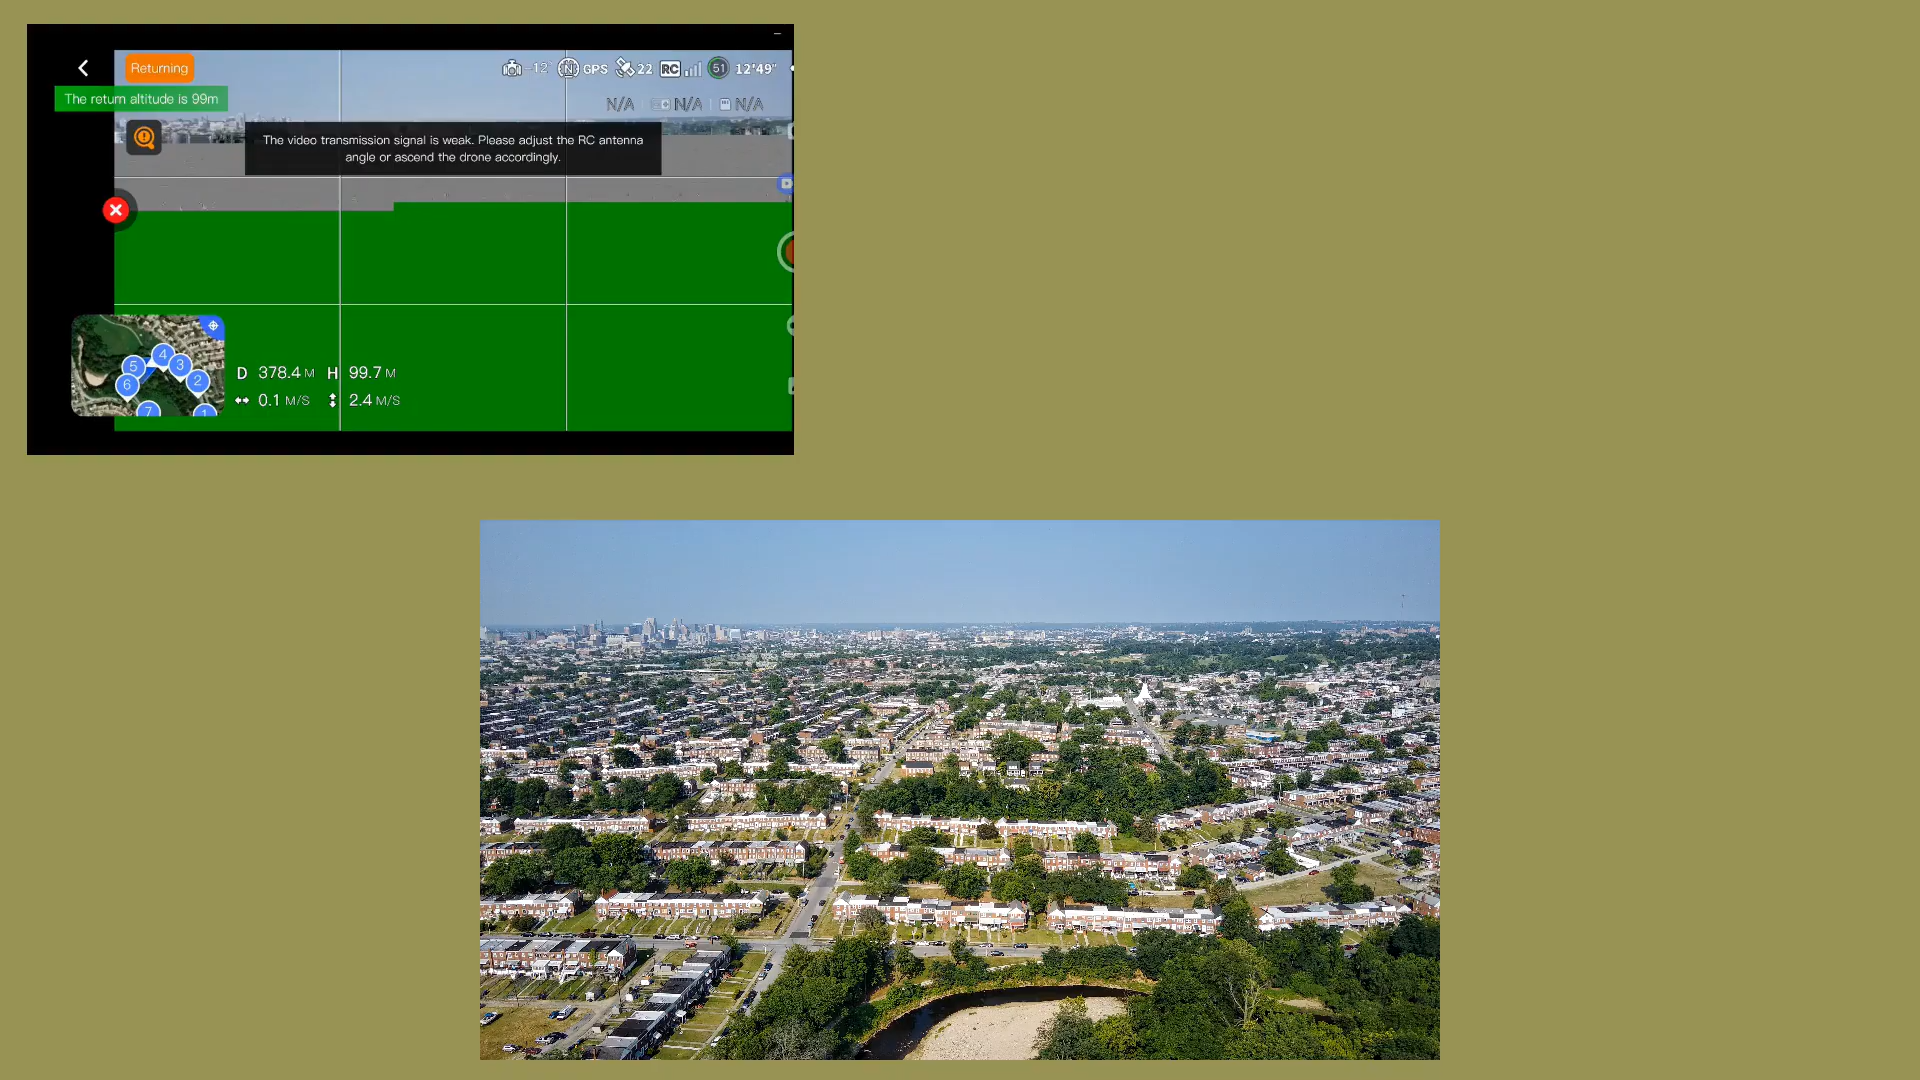 Returning
-12° N GPS 22 RC 51 12'49"
The return altitude is 99m
N/A N/A N/A
The video transmission signal is weak. Please adjust the RC antenna
angle or ascend the drone accordingly.
4
5 3
6 2
7 1
D 378.4 M H 99.7 M
0.1 M/S 2.4 M/S